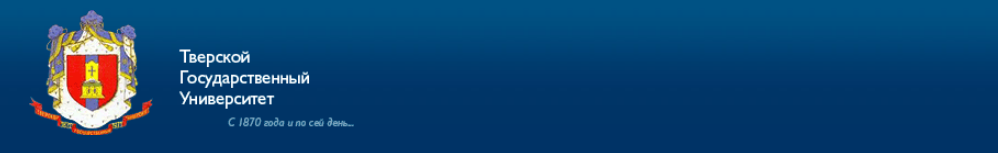 Тверской
Государственный
Университет
С 1870 года и по сей день...